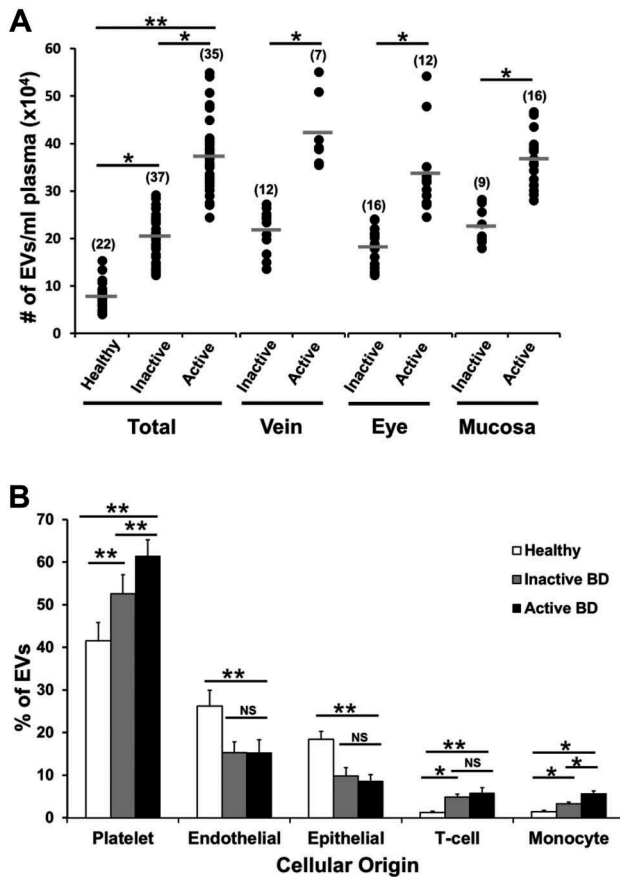 A
**
*
(35)
*
(7)
*
(12)
*
(16)
*
(37)
(12)
(16)
(9)
(22)
60
50
40
30
20
10
0
# of EVs/ml plasma (x10⁴)
Healthy
Inactive
Active
Inactive
Active
Inactive
Active
Inactive
Active
Total
Vein
Eye
Mucosa
B
70
60
50
40
30
20
10
0
% of EVs
**
**
**
**
NS
**
NS
**
*
NS
*
*
*
Healthy
Inactive BD
Active BD
Platelet
Endothelial
Epithelial
T-cell
Monocyte
Cellular Origin